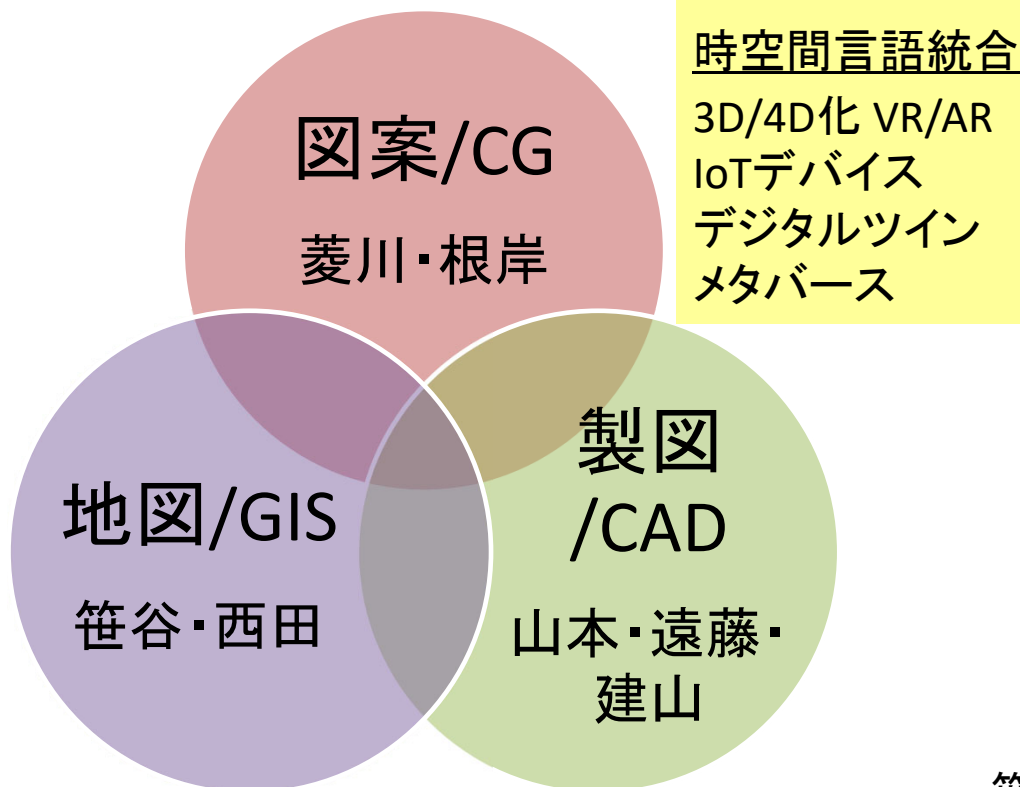 時空間言語統合
3D/4D化 VR/AR
IoTデバイス
デジタルツイン
メタバース
図案/CG
菱川・根岸
地図/GIS
笹谷・西田
製図
/CAD
山本・遠藤・
建山